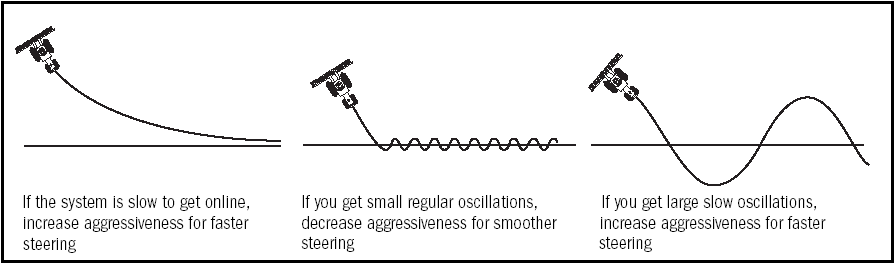 If the system is slow to get online,
increase aggressiveness for faster
steering
If you get small regular oscillations,
decrease aggressiveness for smoother
steering
If you get large slow oscillations,
increase aggressiveness for faster
steering